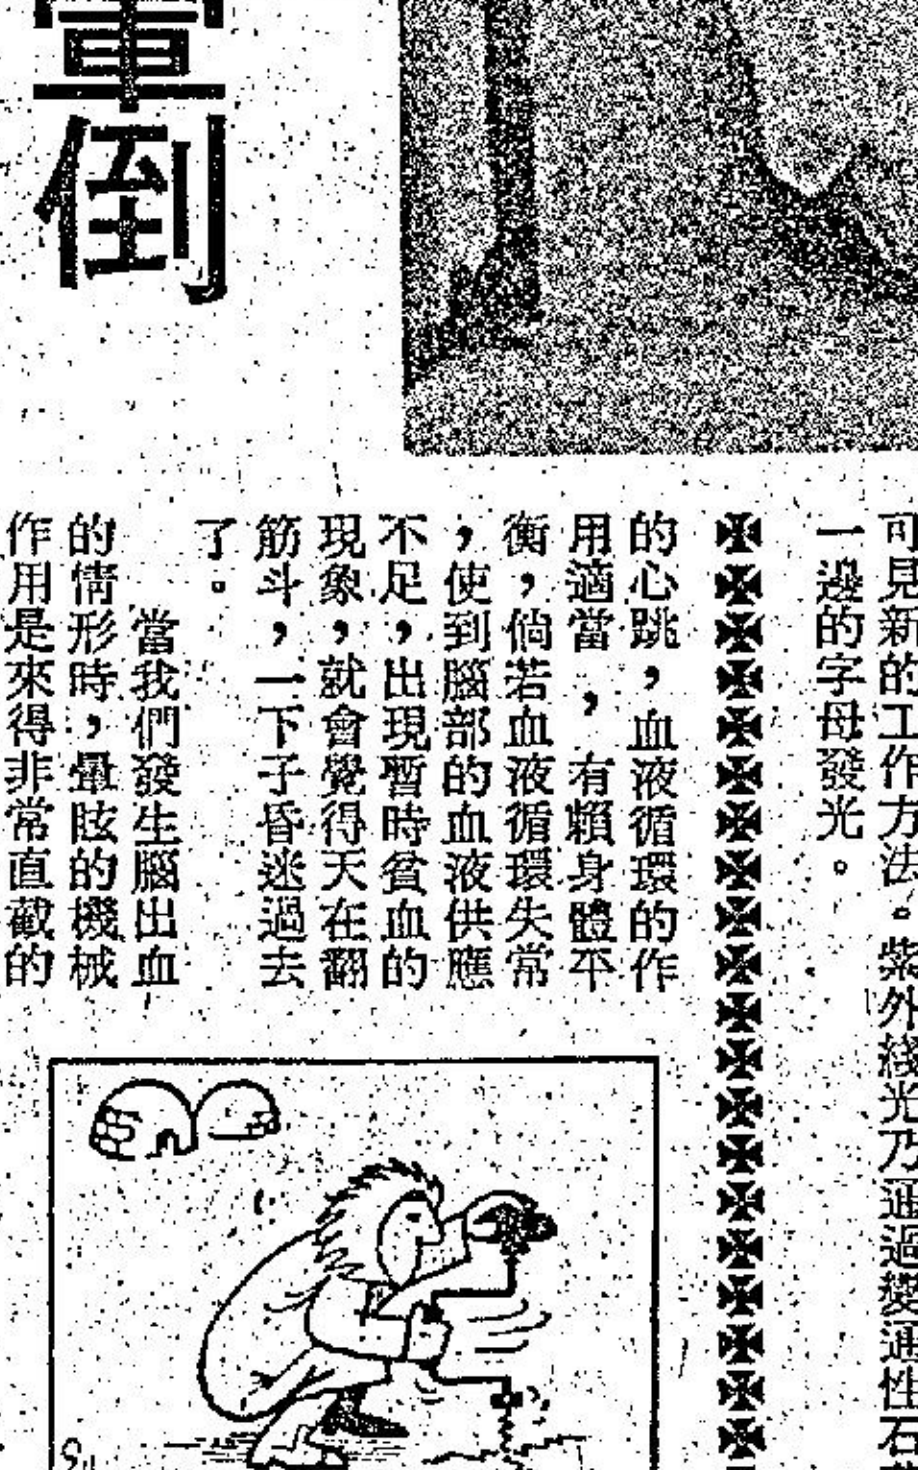 可見新的工作方法。紫外綫光乃通過變通性石
一邊的字母發光。
暈倒
的心跳，血液循環的作
用適當，有賴身體平
衡，倘若血液循環失常
，使到腦部的血液供應
不足，出現暫時貧血的
現象，就會覺得天在翻
筋斗，一下子昏迷過去
了。
當我們發生腦出血
的情形時，暈眩的機械
作用是來得非常直截的